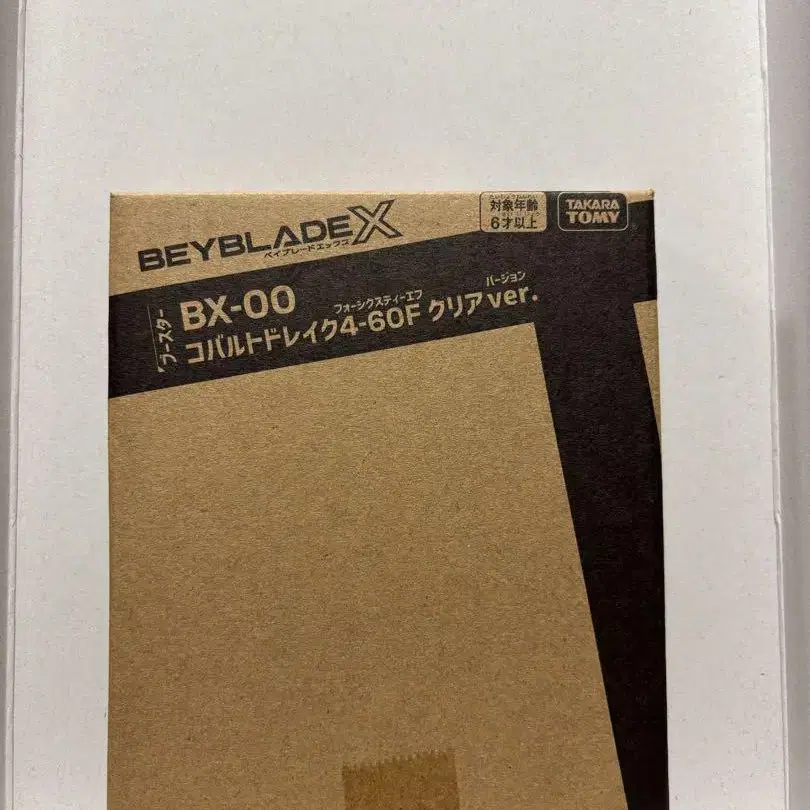 BEYBLADE X
ベイブレードエックス
対象年齢
6才以上
TAKARA
TOMY
ブースター
BX-00
コバルトドレイク4-60F クリアver.
フォーシックスティーエフ
バージョン